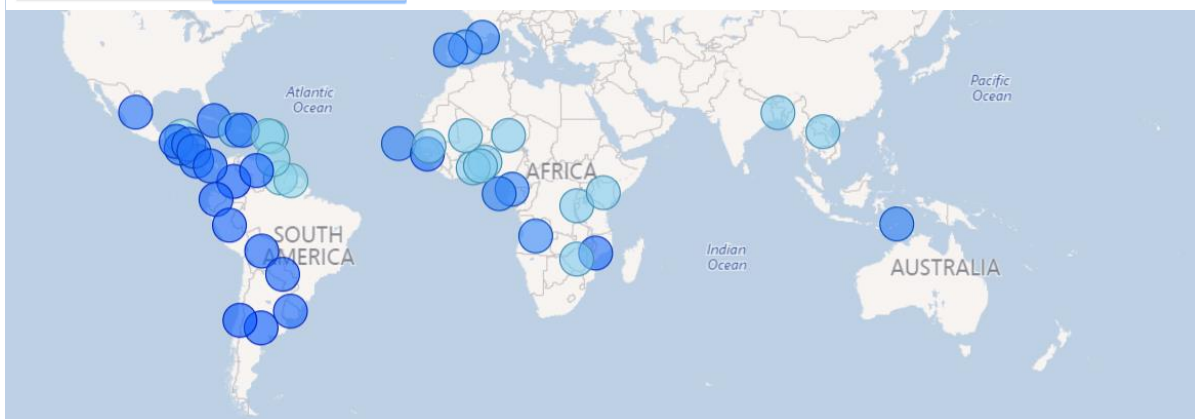 Atlantic
Ocean
Pacific
Ocean
AFRICA
SOUTH
AMERICA
Indian
Ocean
AUSTRALIA